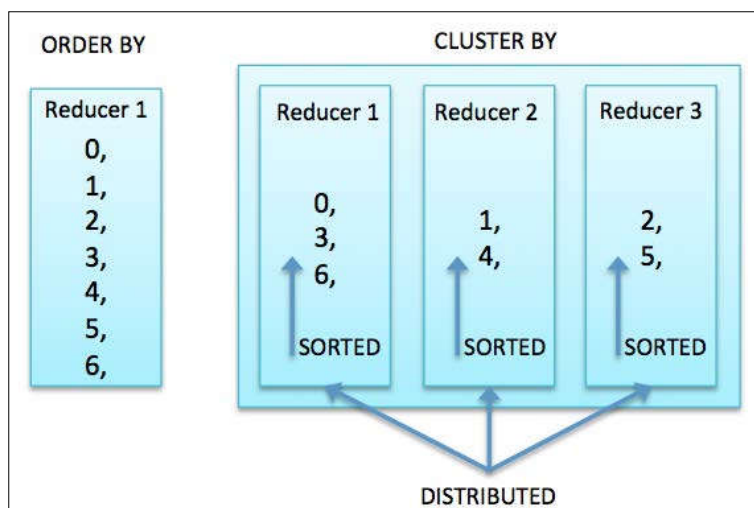 ORDER BY
Reducer 1
0,
1,
2,
3,
4,
5,
6,
CLUSTER BY
Reducer 1
0,
3,
6,
SORTED
Reducer 2
1,
4,
SORTED
Reducer 3
2,
5,
SORTED
DISTRIBUTED